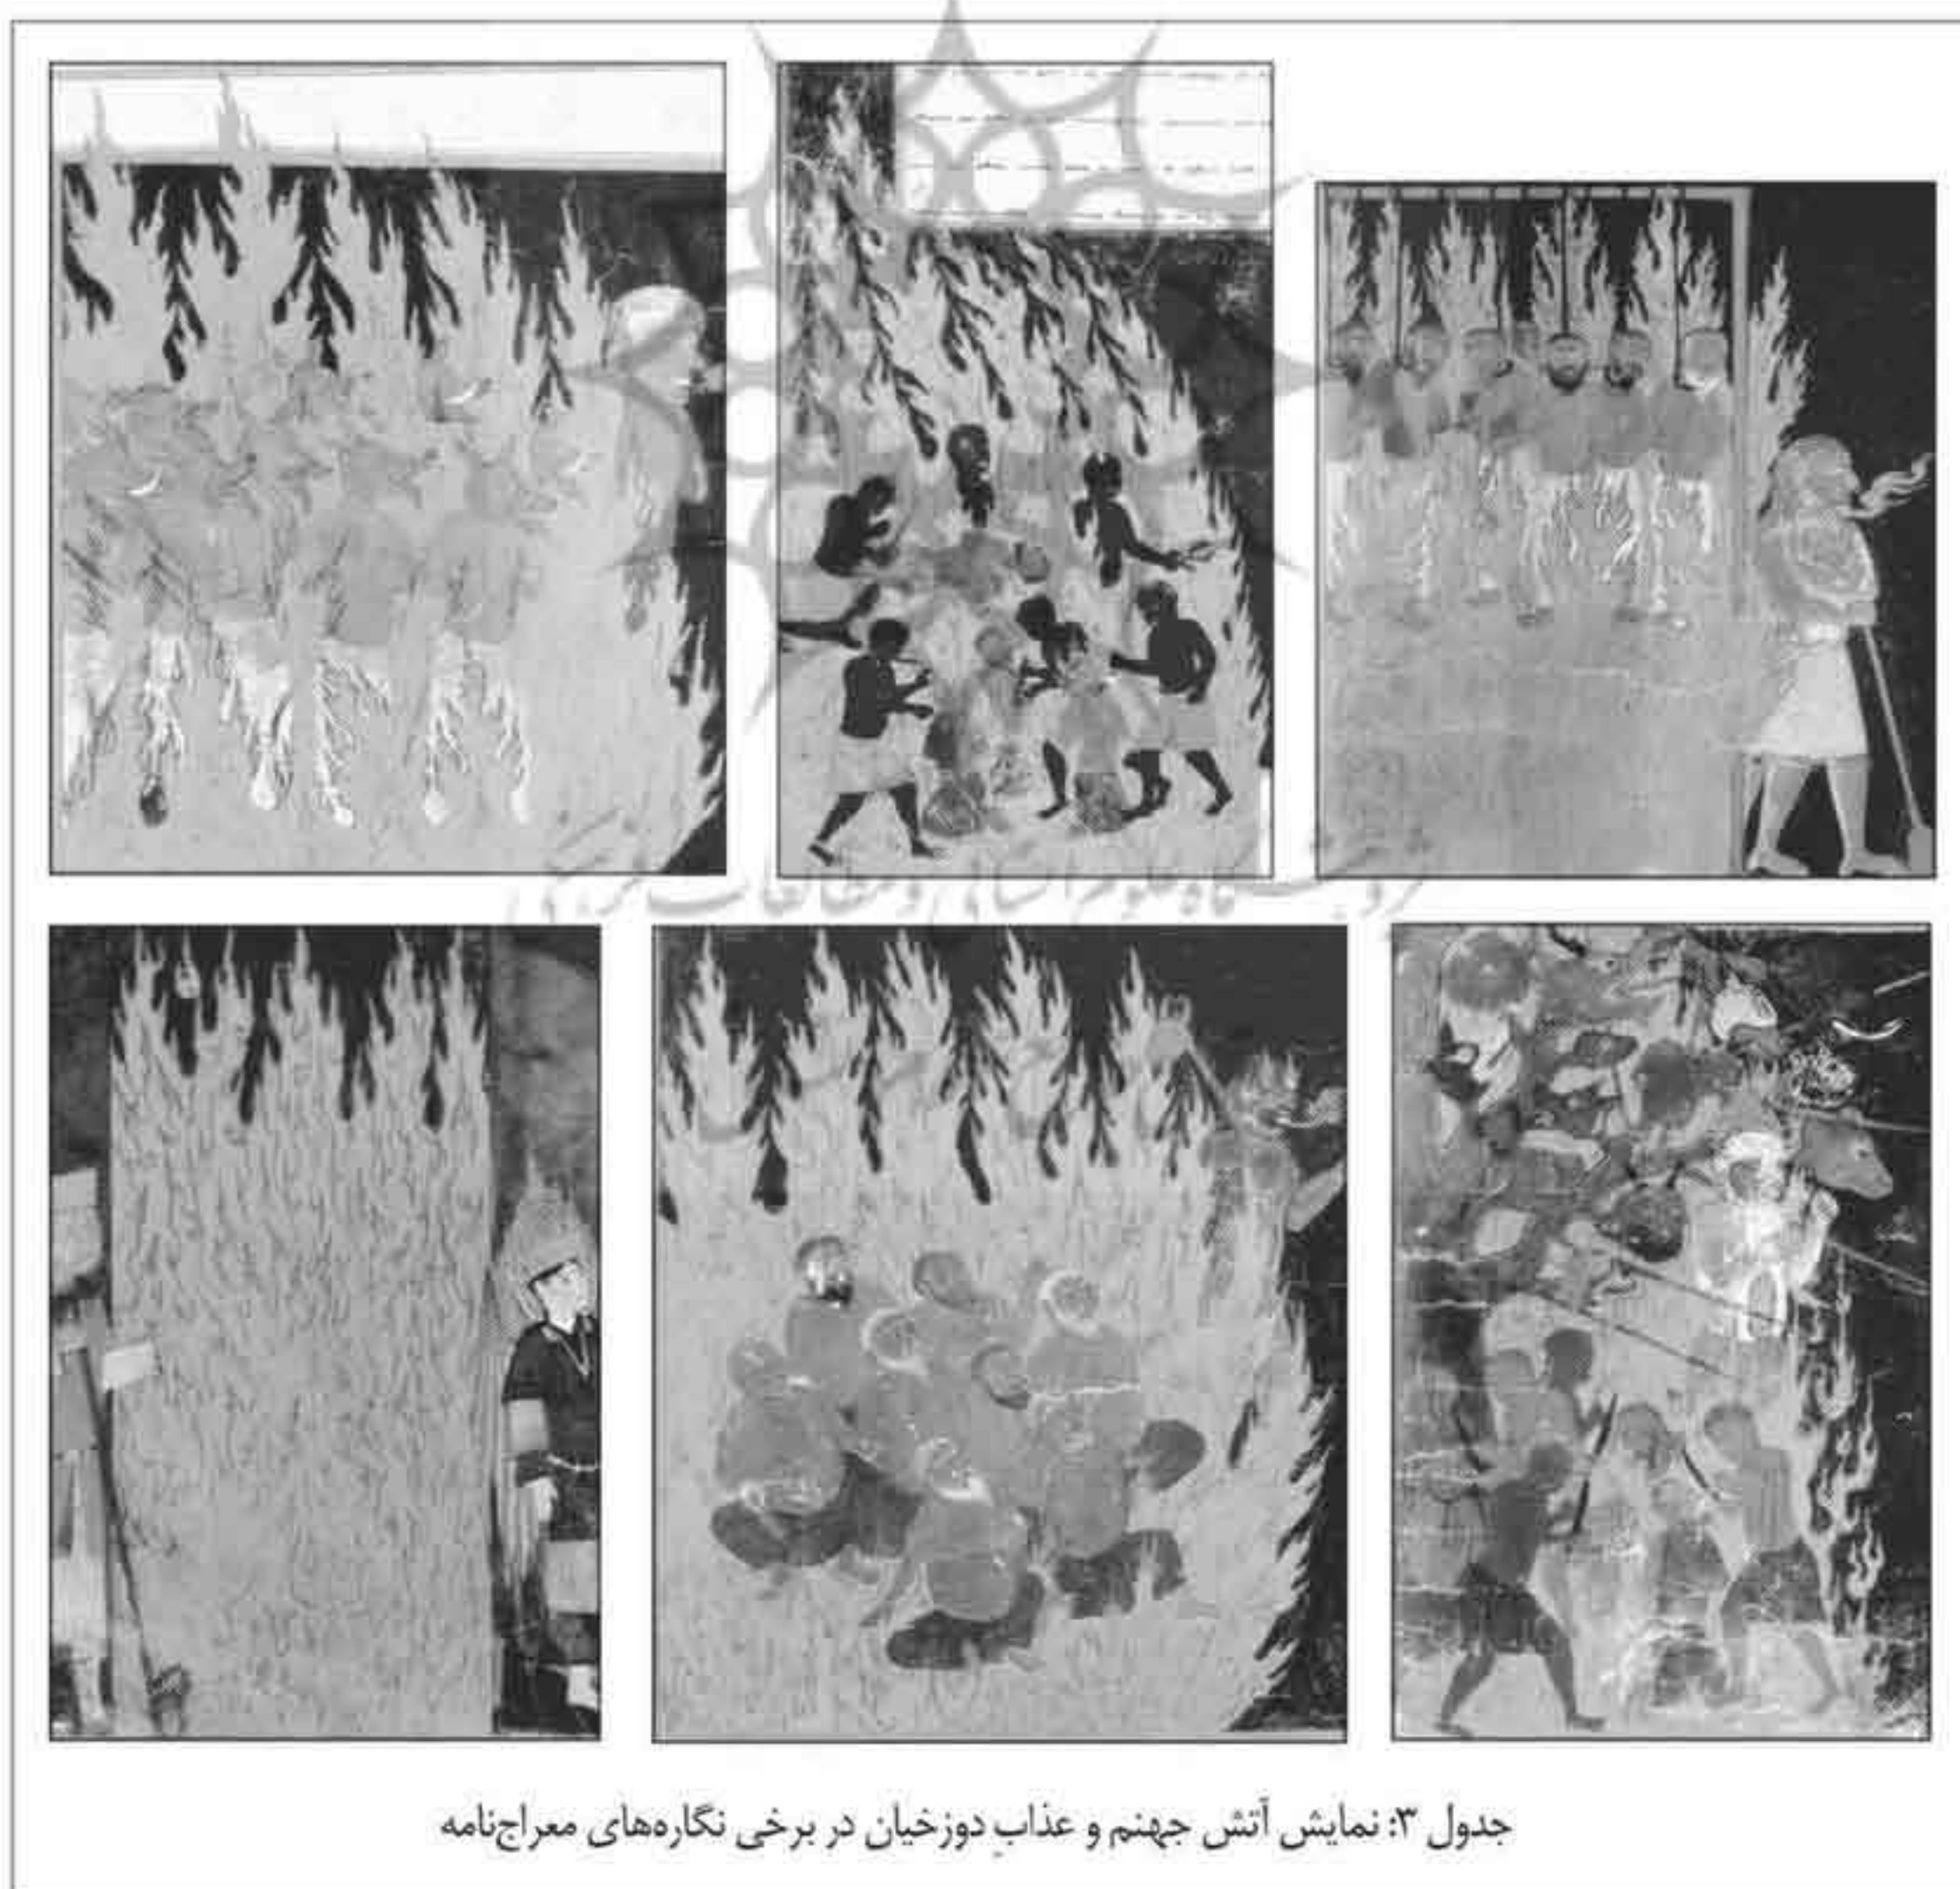 جدول ۳: نمایش آتش جهنم و عذابِ دوزخیان در برخی نگاره‌های معراج‌نامه